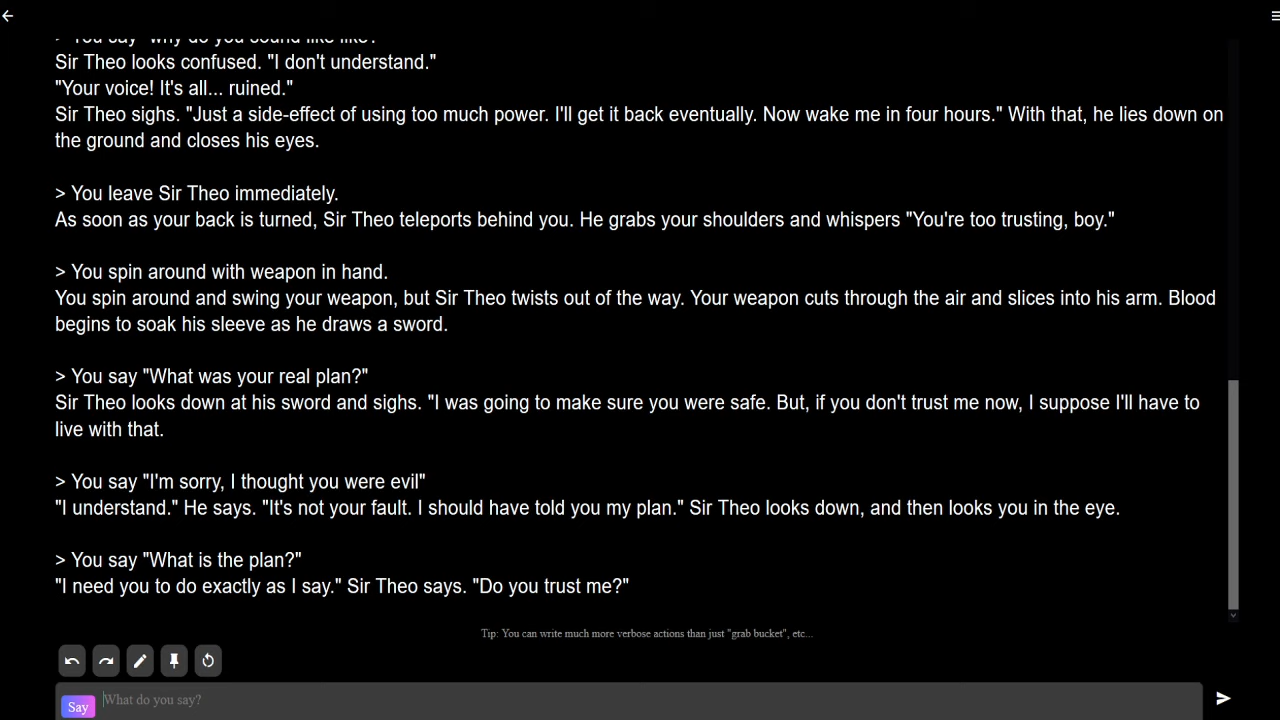 > You say "why do you sound like like?"
Sir Theo looks confused. "I don't understand."
"Your voice! It's all... ruined."
Sir Theo sighs. "Just a side-effect of using too much power. I'll get it back eventually. Now wake me in four hours." With that, he lies down on
the ground and closes his eyes.
> You leave Sir Theo immediately.
As soon as your back is turned, Sir Theo teleports behind you. He grabs your shoulders and whispers "You're too trusting, boy."
> You spin around with weapon in hand.
You spin around and swing your weapon, but Sir Theo twists out of the way. Your weapon cuts through the air and slices into his arm. Blood
begins to soak his sleeve as he draws a sword.
> You say "What was your real plan?"
Sir Theo looks down at his sword and sighs. "I was going to make sure you were safe. But, if you don't trust me now, I suppose I'll have to
live with that.
> You say "I'm sorry, I thought you were evil"
"I understand." He says. "It's not your fault. I should have told you my plan." Sir Theo looks down, and then looks you in the eye.
> You say "What is the plan?"
"I need you to do exactly as I say." Sir Theo says. "Do you trust me?"
Tip: You can write much more verbose actions than just "grab bucket", etc...
Say What do you say?